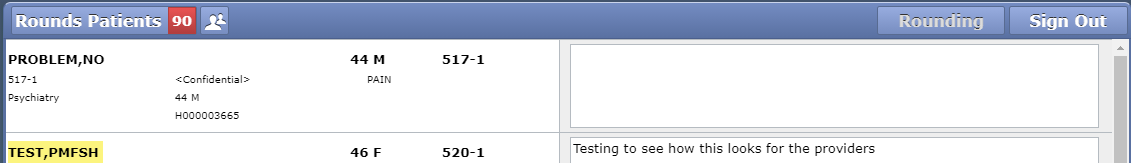 Rounds Patients 90 Rounding Sign Out
PROBLEM,NO 44 M 517-1
517-1 <Confidential> PAIN
Psychiatry 44 M
H000003665
TEST,PMFSH 46 F 520-1 Testing to see how this looks for the providers